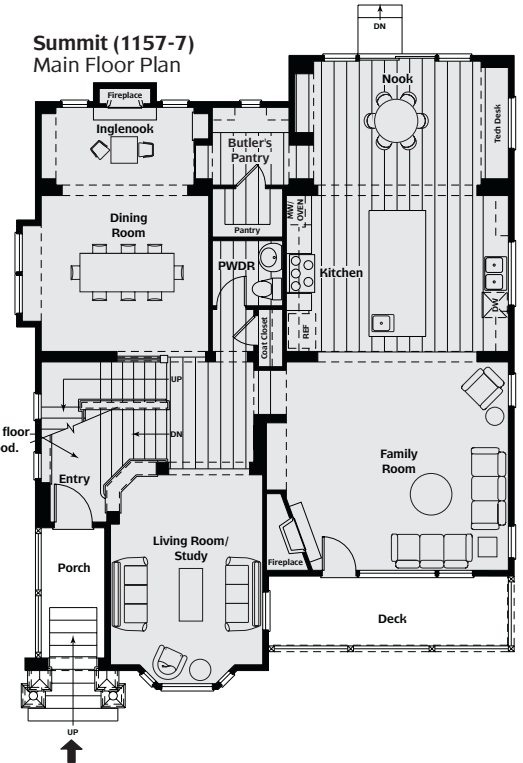 Summit (1157-7)
Main Floor Plan
DN
Fireplace
Nook
Inglenook
Tech Desk
Butler's
Pantry
MW/
OVEN
Dining
Room
Pantry
PWDR
Kitchen
DW
REF
Coat Closet
UP
floor
od.
DN
Family
Room
Entry
Living Room/
Study
Fireplace
Porch
Deck
UP